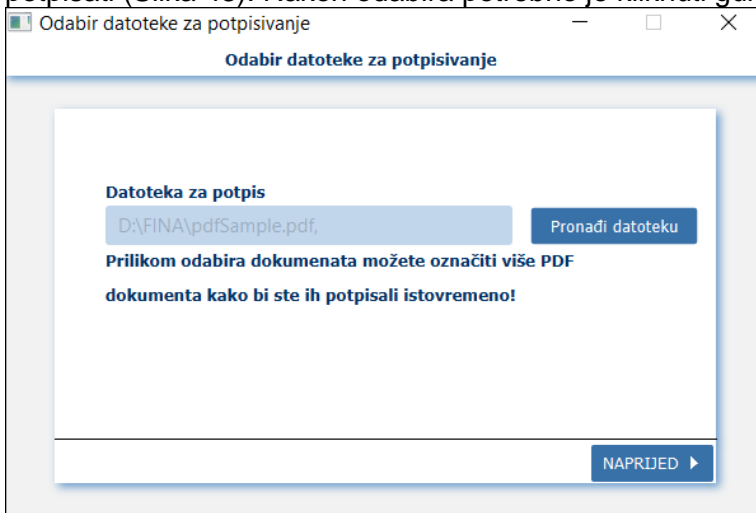 Odabir datoteke za potpisivanje
Odabir datoteke za potpisivanje
Datoteka za potpis
D:\FINA\pdfSample.pdf,
Pronađi datoteku
Prilikom odabira dokumenata možete označiti više PDF
dokumenta kako bi ste ih potpisali istovremeno!
NAPRIJED